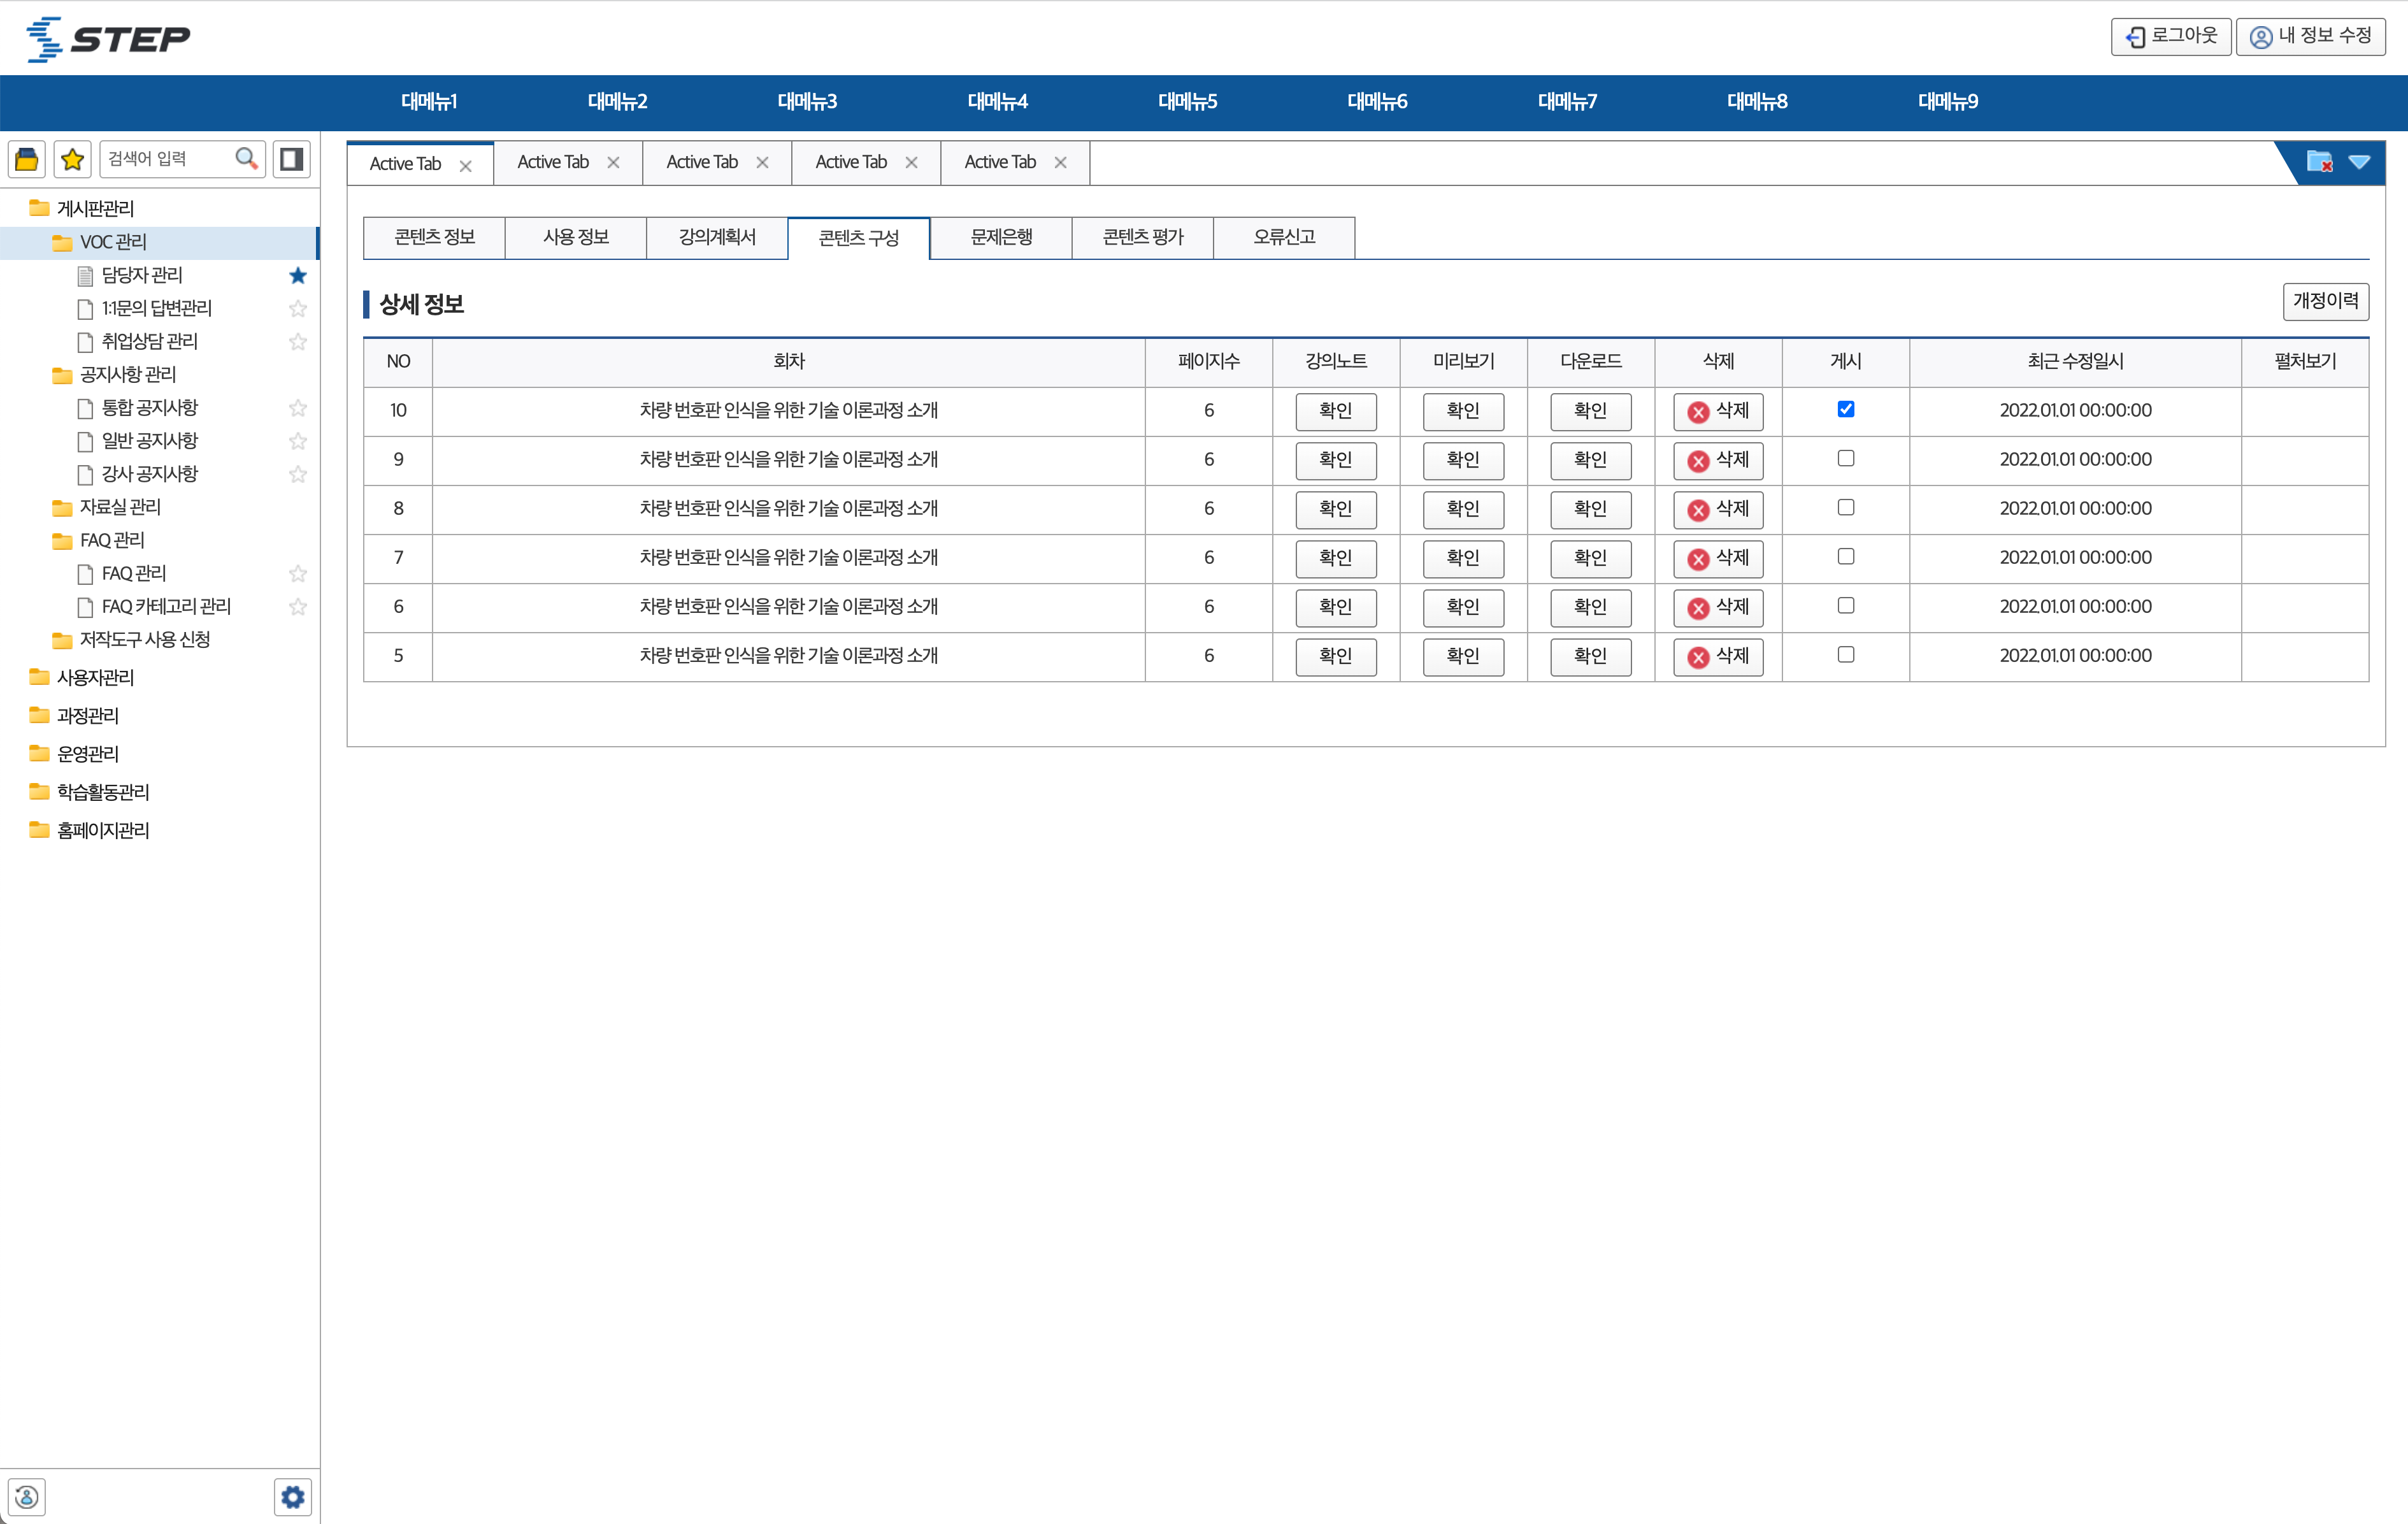 STEP
로그아웃 내 정보 수정
대메뉴1 대메뉴2 대메뉴3 대메뉴4 대메뉴5 대메뉴6 대메뉴7 대메뉴8 대메뉴9
검색어 입력
게시판관리
VOC 관리
담당자 관리
1:1문의 답변관리
취업상담 관리
공지사항 관리
통합 공지사항
일반 공지사항
강사 공지사항
자료실 관리
FAQ 관리
FAQ 관리
FAQ 카테고리 관리
저작도구 사용 신청
사용자관리
과정관리
운영관리
학습활동관리
홈페이지관리
Active Tab Active Tab Active Tab Active Tab Active Tab
콘텐츠 정보 사용 정보 강의계획서 콘텐츠 구성 문제은행 콘텐츠 평가 오류신고
상세 정보 개정이력
NO 회차 페이지수 강의노트 미리보기 다운로드 삭제 게시 최근 수정일시 펼처보기
10 차량 번호판 인식을 위한 기술 이론과정 소개 6 확인 확인 확인 삭제 2022.01.01 00:00:00
9 차량 번호판 인식을 위한 기술 이론과정 소개 6 확인 확인 확인 삭제 2022.01.01 00:00:00
8 차량 번호판 인식을 위한 기술 이론과정 소개 6 확인 확인 확인 삭제 2022.01.01 00:00:00
7 차량 번호판 인식을 위한 기술 이론과정 소개 6 확인 확인 확인 삭제 2022.01.01 00:00:00
6 차량 번호판 인식을 위한 기술 이론과정 소개 6 확인 확인 확인 삭제 2022.01.01 00:00:00
5 차량 번호판 인식을 위한 기술 이론과정 소개 6 확인 확인 확인 삭제 2022.01.01 00:00:00